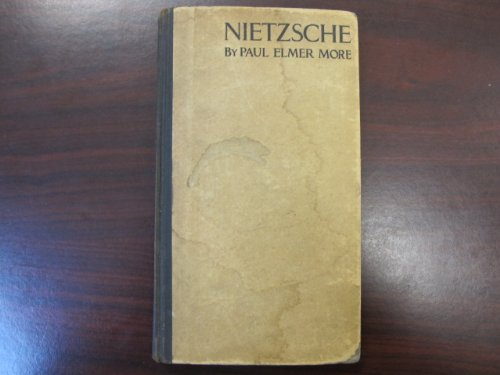 NIETZSCHE
BY PAUL ELMER MORE